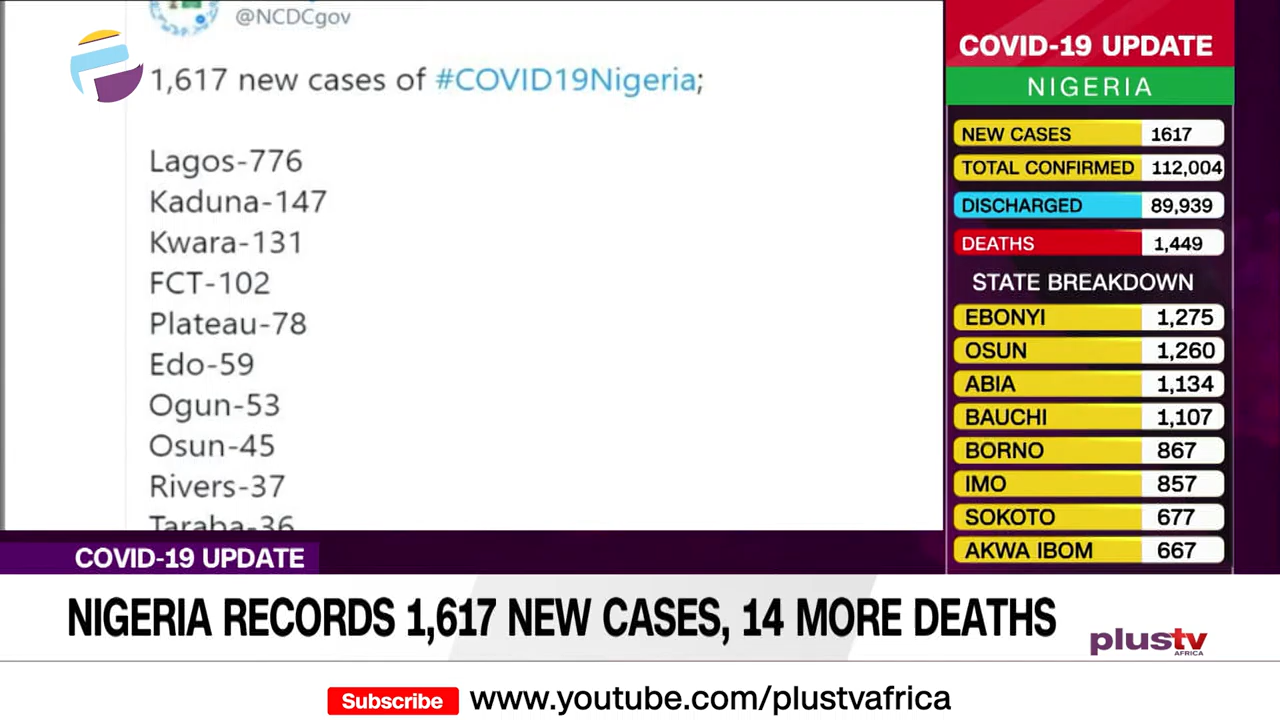 @NCDCgov
1,617 new cases of #COVID19Nigeria;
Lagos-776
Kaduna-147
Kwara-131
FCT-102
Plateau-78
Edo-59
Ogun-53
Osun-45
Rivers-37
Taraba-36
COVID-19 UPDATE
NIGERIA
NEW CASES 1617
TOTAL CONFIRMED 112,004
DISCHARGED 89,939
DEATHS 1,449
STATE BREAKDOWN
EBONYI 1,275
OSUN 1,260
ABIA 1,134
BAUCHI 1,107
BORNO 867
IMO 857
SOKOTO 677
AKWA IBOM 667
COVID-19 UPDATE
NIGERIA RECORDS 1,617 NEW CASES, 14 MORE DEATHS
plustv
AFRICA
Subscribe www.youtube.com/plustvafrica